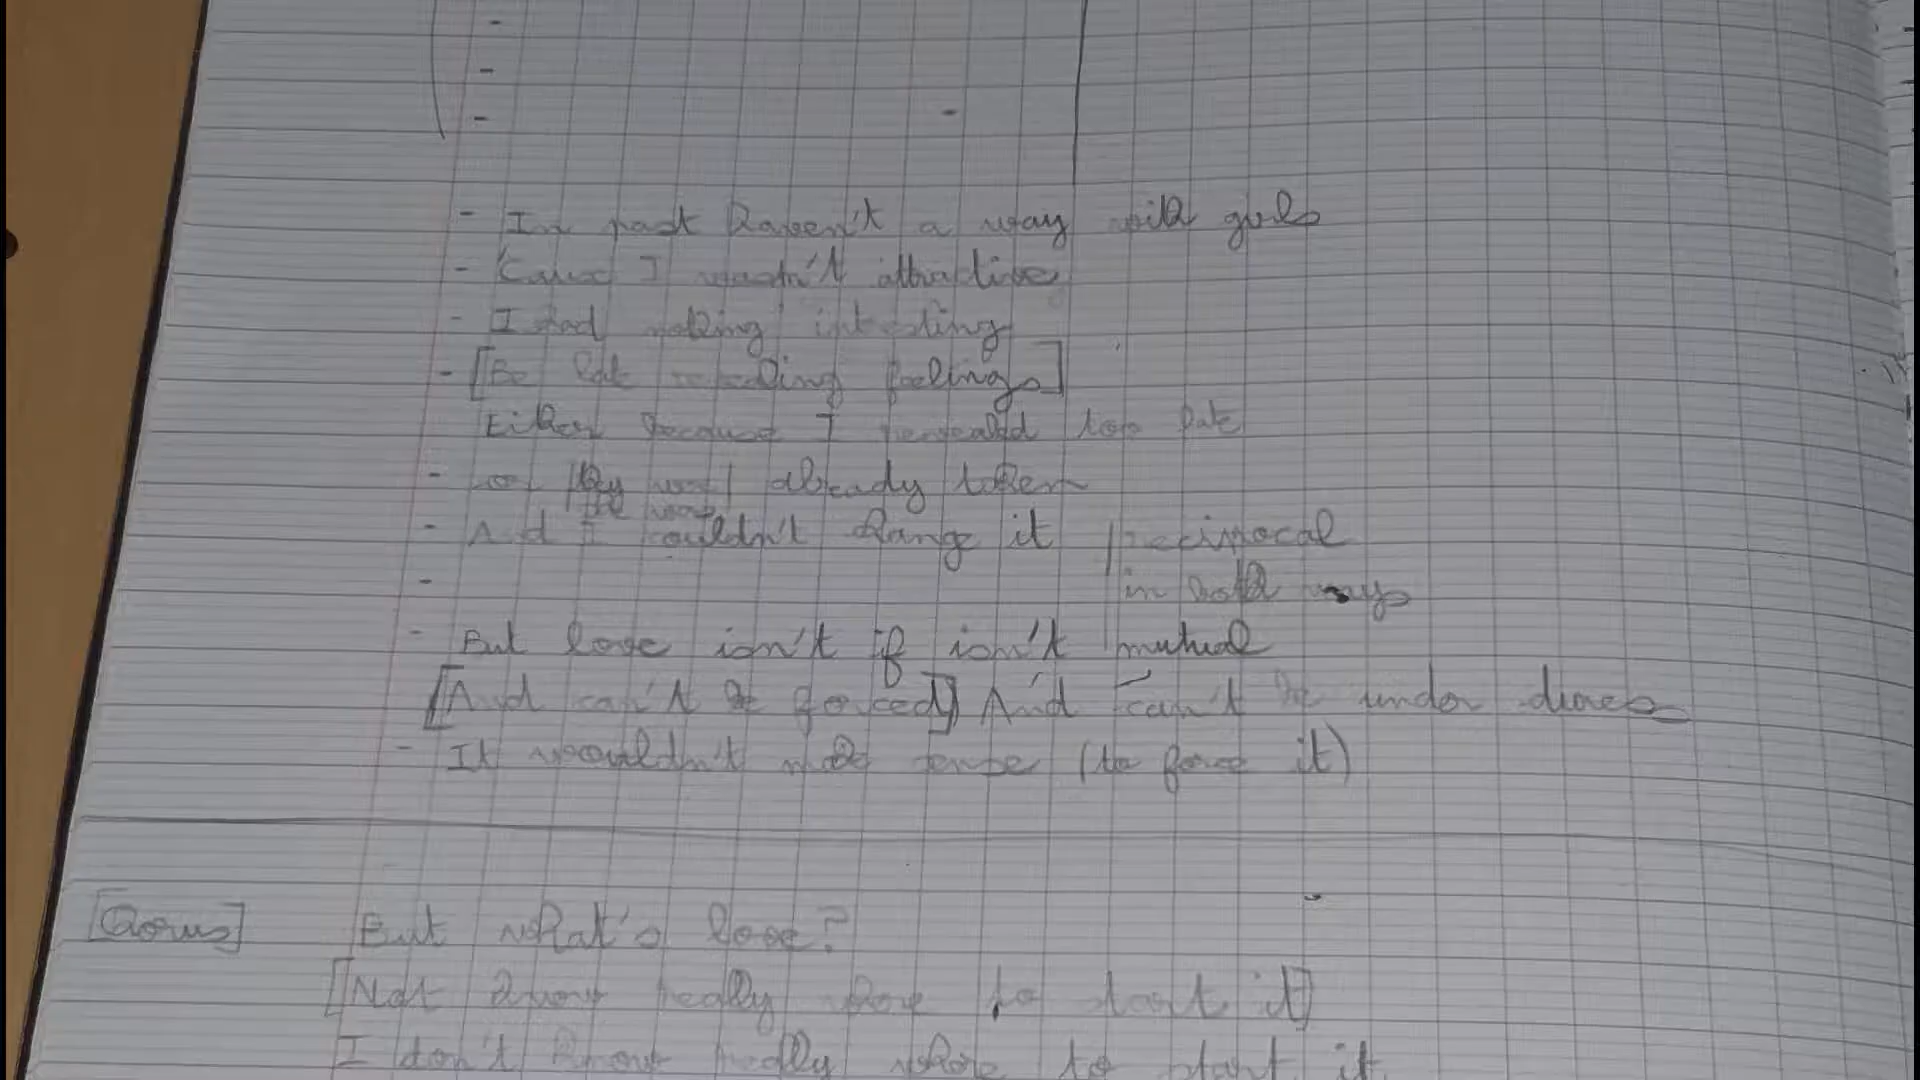 - In past haven't a way with girls
- 'Cause I wasn't attractive
- I had nothing intesting
- [Be late revealing feelings]
Either because I revealed too late
- or they were already taken
- And I couldn't change it reciprocal
- in both ways
- But love isn't if isn't mutual
[And can't be forced] And can't be under duress
- It wouldn't make sense (to force it)
But what's love?
[Not know really how to start it]
I don't know really where to start it